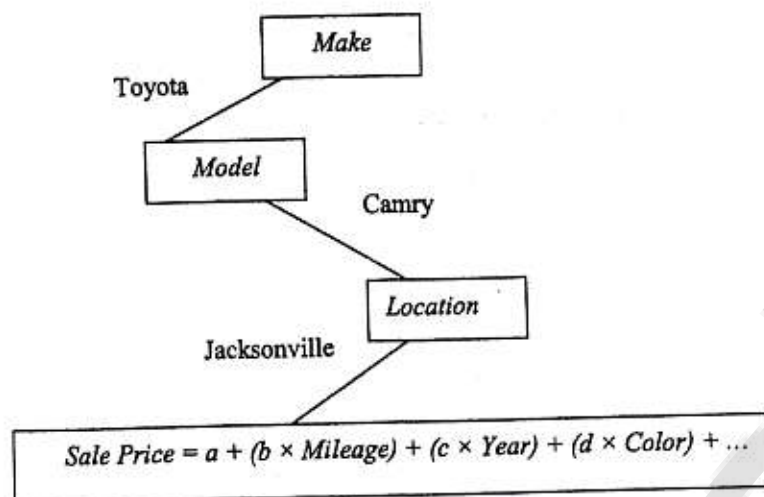 Make
Toyota
Model
Camry
Location
Jacksonville
Sale Price = a + (b × Mileage) + (c × Year) + (d × Color) + ...